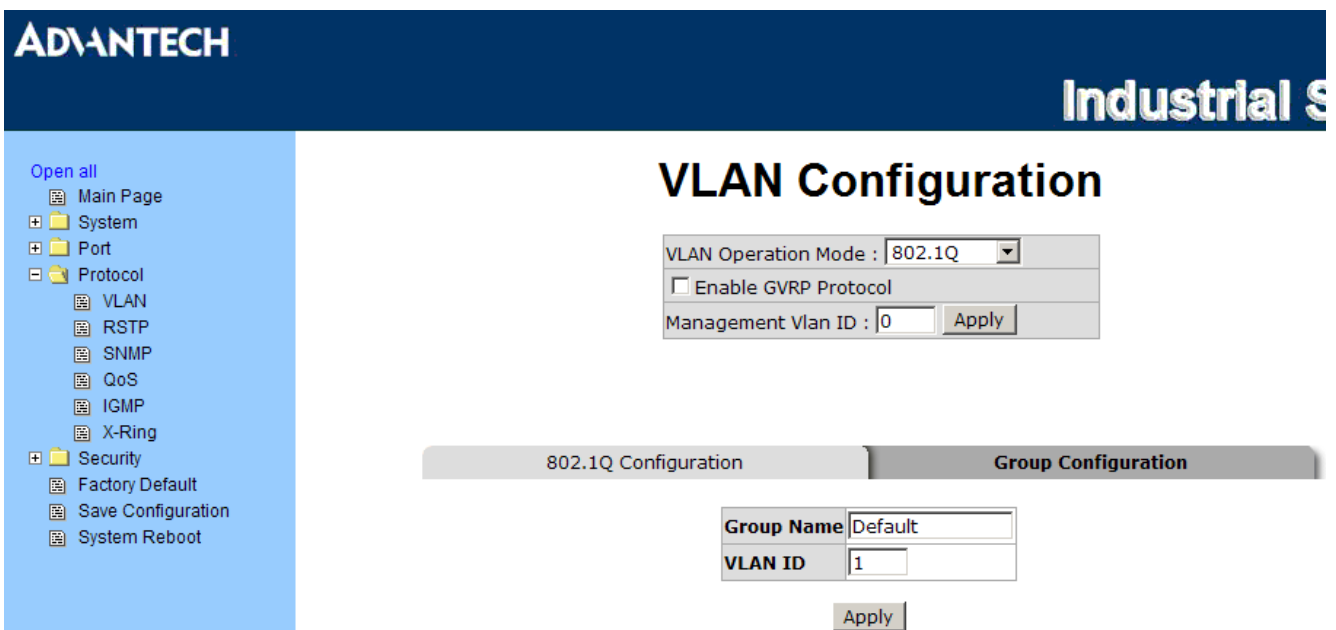 ADVANTECH
Industrial S
Open all
Main Page
System
Port
Protocol
VLAN
RSTP
SNMP
QoS
IGMP
X-Ring
Security
Factory Default
Save Configuration
System Reboot
VLAN Configuration
VLAN Operation Mode : 802.1Q
Enable GVRP Protocol
Management Vlan ID : 0 Apply
802.1Q Configuration Group Configuration
Group Name Default
VLAN ID 1
Apply